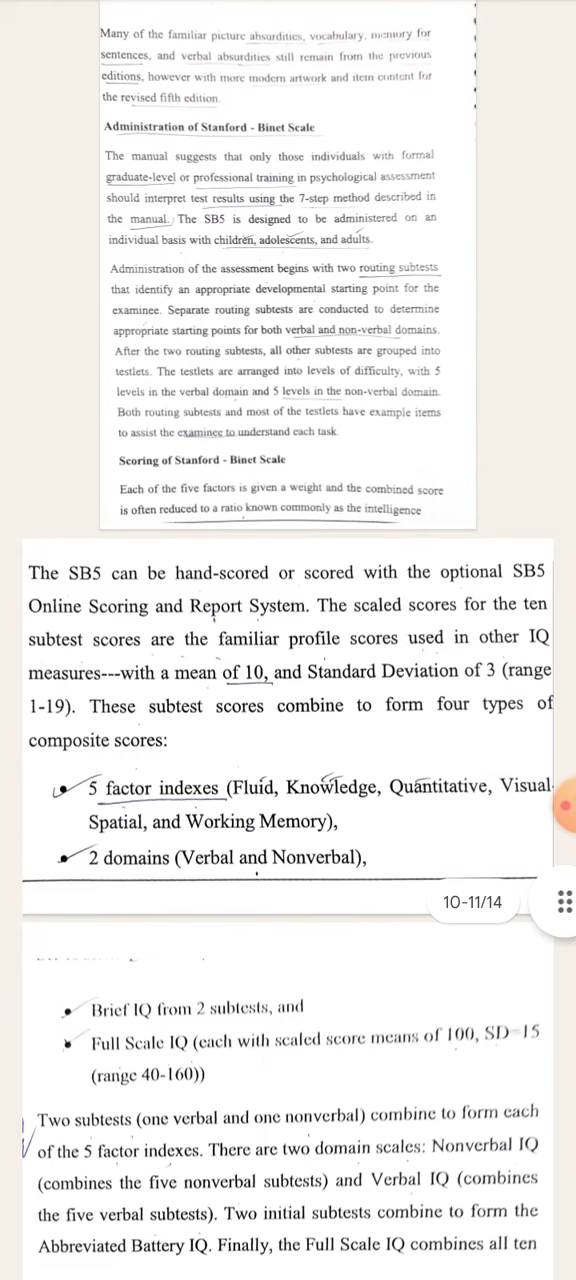 Many of the familiar picture absurdities, vocabulary, memory for
sentences, and verbal absurdities still remain from the previous
editions, however with more modern artwork and item content for
the revised fifth edition.
Administration of Stanford - Binet Scale
The manual suggests that only those individuals with formal
graduate-level or professional training in psychological assessment
should interpret test results using the 7-step method described in
the manual. The SB5 is designed to be administered on an
individual basis with children, adolescents, and adults.
Administration of the assessment begins with two routing subtests
that identify an appropriate developmental starting point for the
examinee. Separate routing subtests are conducted to determine
appropriate starting points for both verbal and non-verbal domains.
After the two routing subtests, all other subtests are grouped into
testlets. The testlets are arranged into levels of difficulty, with 5
levels in the verbal domain and 5 levels in the non-verbal domain.
Both routing subtests and most of the testlets have example items
to assist the examinee to understand each task.
Scoring of Stanford - Binet Scale
Each of the five factors is given a weight and the combined score
is often reduced to a ratio known commonly as the intelligence
The SB5 can be hand-scored or scored with the optional SB5
Online Scoring and Report System. The scaled scores for the ten
subtest scores are the familiar profile scores used in other IQ
measures---with a mean of 10, and Standard Deviation of 3 (range
1-19). These subtest scores combine to form four types of
composite scores:
• 5 factor indexes (Fluid, Knowledge, Quantitative, Visual-
Spatial, and Working Memory),
• 2 domains (Verbal and Nonverbal),
10-11/14
• Brief IQ from 2 subtests, and
• Full Scale IQ (each with scaled score means of 100, SD=15
(range 40-160))
Two subtests (one verbal and one nonverbal) combine to form each
of the 5 factor indexes. There are two domain scales: Nonverbal IQ
(combines the five nonverbal subtests) and Verbal IQ (combines
the five verbal subtests). Two initial subtests combine to form the
Abbreviated Battery IQ. Finally, the Full Scale IQ combines all ten